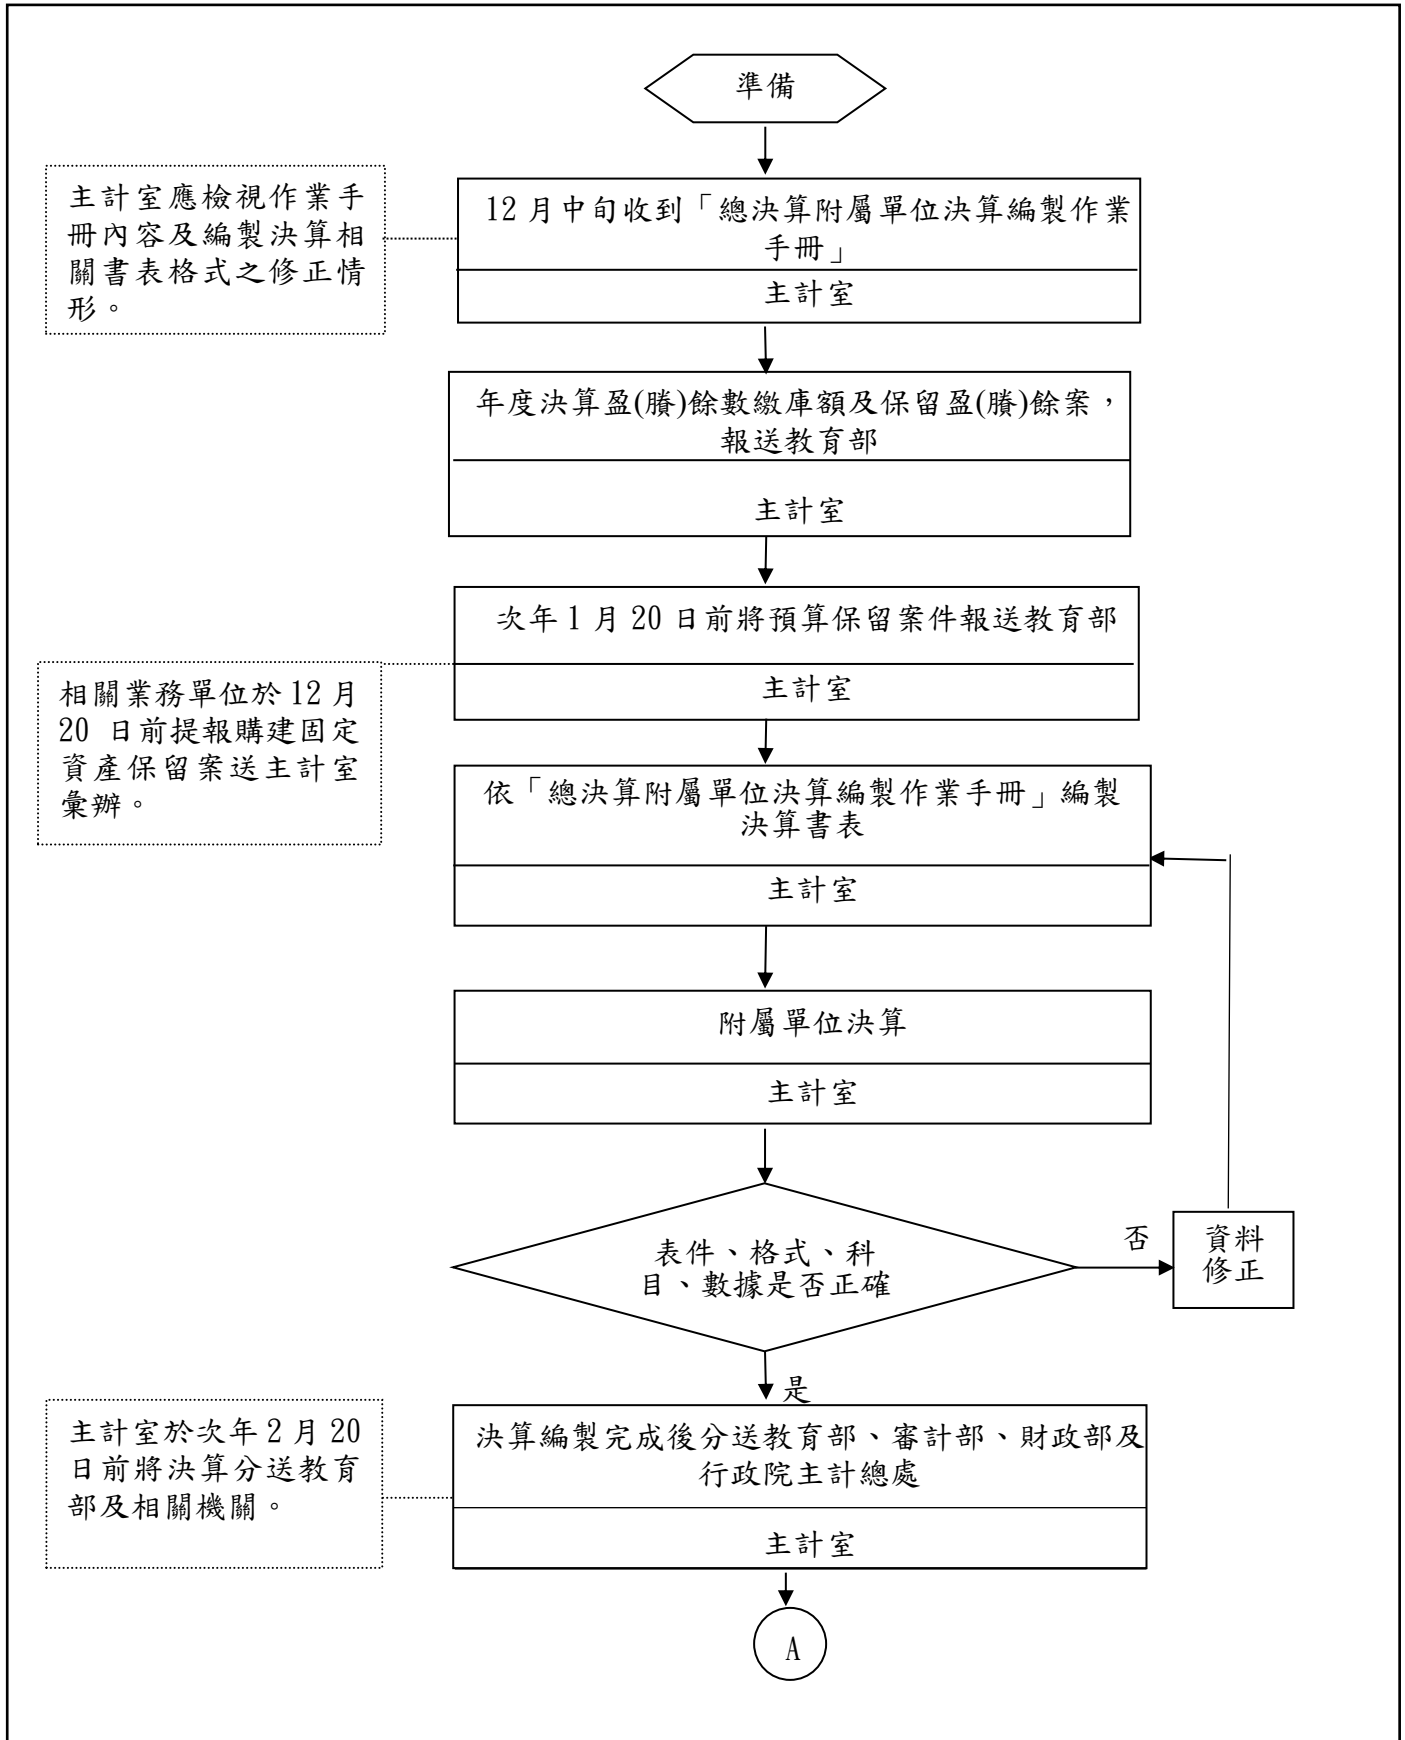 準備
主計室應檢視作業手
冊內容及編製決算相
關書表格式之修正情
形。
12月中旬收到「總決算附屬單位決算編製作業
手冊」
主計室
年度決算盈(賸)餘數繳庫額及保留盈(賸)餘案，
報送教育部
主計室
次年1月20日前將預算保留案件報送教育部
主計室
相關業務單位於12月
20 日前提報購建固定
資產保留案送主計室
彙辦。
依「總決算附屬單位決算編製作業手冊」編製
決算書表
主計室
附屬單位決算
主計室
表件、格式、科
目、數據是否正確
否
資料
修正
是
主計室於次年2月20
日前將決算分送教育
部及相關機關。
決算編製完成後分送教育部、審計部、財政部及
行政院主計總處
主計室
A